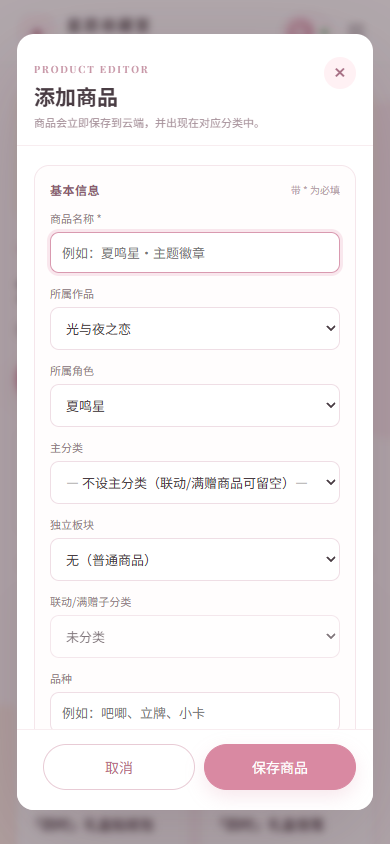 PRODUCT EDITOR
添加商品
商品会立即保存到云端，并出现在对应分类中。
基本信息
带 * 为必填
商品名称 *
例如：夏鸣星・主题徽章
所属作品
光与夜之恋
所属角色
夏鸣星
主分类
— 不设主分类（联动/满赠商品可留空）—
独立板块
无（普通商品）
联动/满赠子分类
未分类
品种
例如：吧唧、立牌、小卡
取消
保存商品